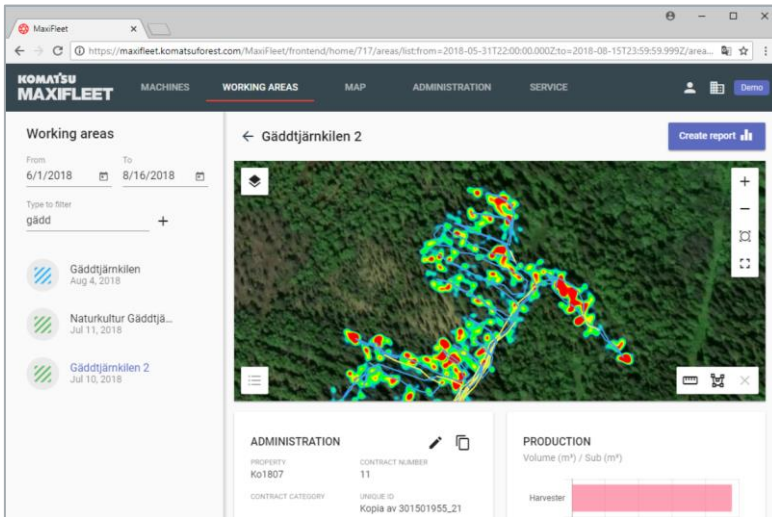 MaxiFleet
https://maxifleet.komatsuforest.com/MaxiFleet/frontend/home/717/areas/list;from=2018-05-31T22:00:00.000Z;to=2018-08-15T23:59:59.999Z/area...
KOMATSU
MAXIFLEET
MACHINES
WORKING AREAS
MAP
ADMINISTRATION
SERVICE
Demo
Working areas
From
To
6/1/2018
8/16/2018
Type to filter
gädd
Gäddtjärnkilen
Aug 4, 2018
Naturkultur Gäddtjä...
Jul 11, 2018
Gäddtjärnkilen 2
Jul 10, 2018
Gäddtjärnkilen 2
Create report
ADMINISTRATION
PROPERTY
CONTRACT NUMBER
Ko1807
11
CONTRACT CATEGORY
UNIQUE ID
Kopia av 301501955_21
PRODUCTION
Volume (m³) / Sub (m³)
Harvester